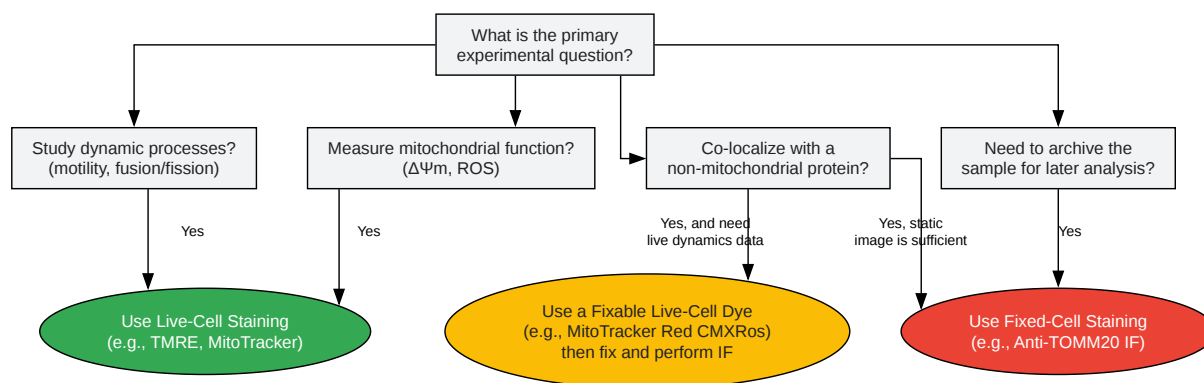 What is the primary
experimental question?
Study dynamic processes?
(motility, fusion/fission)
Measure mitochondrial function?
(ΔΨm, ROS)
Co-localize with a
non-mitochondrial protein?
Need to archive the
sample for later analysis?
Yes
Yes
Yes, and need
live dynamics data
Yes, static
image is sufficient
Yes
Use Live-Cell Staining
(e.g., TMRE, MitoTracker)
Use a Fixable Live-Cell Dye
(e.g., MitoTracker Red CMXRos)
then fix and perform IF
Use Fixed-Cell Staining
(e.g., Anti-TOMM20 IF)